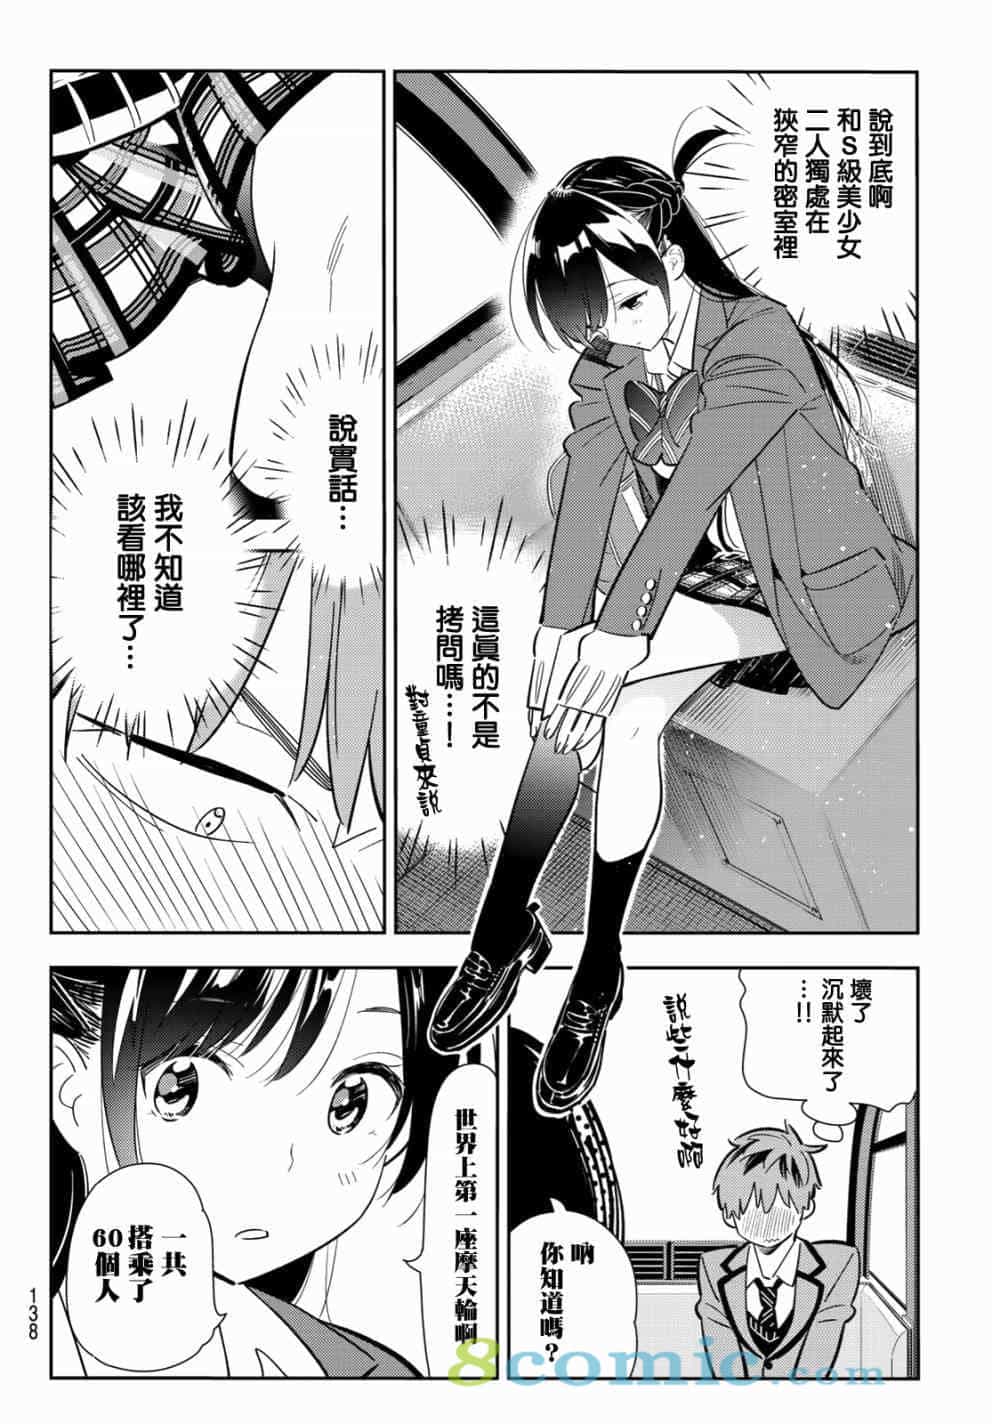 說到底啊
和S級美少女
二人獨處在
狹窄的密室裡
這真的不是
拷問嗎…!
對童貞來說
說實話…
我不知道
該看哪裡了…
壞了
沉默起來了
…!!
說些什麼好啊
吶
你知道嗎?
世界上第一座摩天輪啊
一共
搭乘了
60個人
138
8comic.com